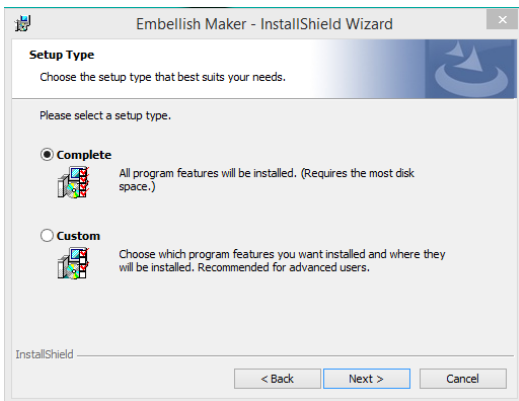 Embellish Maker - InstallShield Wizard
Setup Type
Choose the setup type that best suits your needs.
Please select a setup type.
Complete
All program features will be installed. (Requires the most disk
space.)
Custom
Choose which program features you want installed and where they
will be installed. Recommended for advanced users.
InstallShield
< Back Next > Cancel